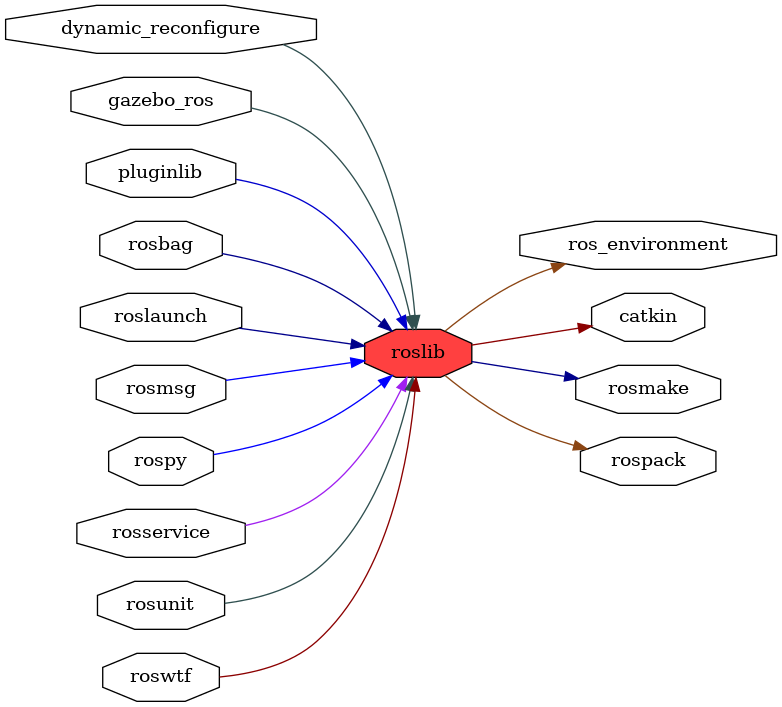 dynamic_reconfigure
gazebo_ros
pluginlib
rosbag
roslaunch
rosmsg
rospy
rosservice
rosunit
roswtf
roslib
ros_environment
catkin
rosmake
rospack